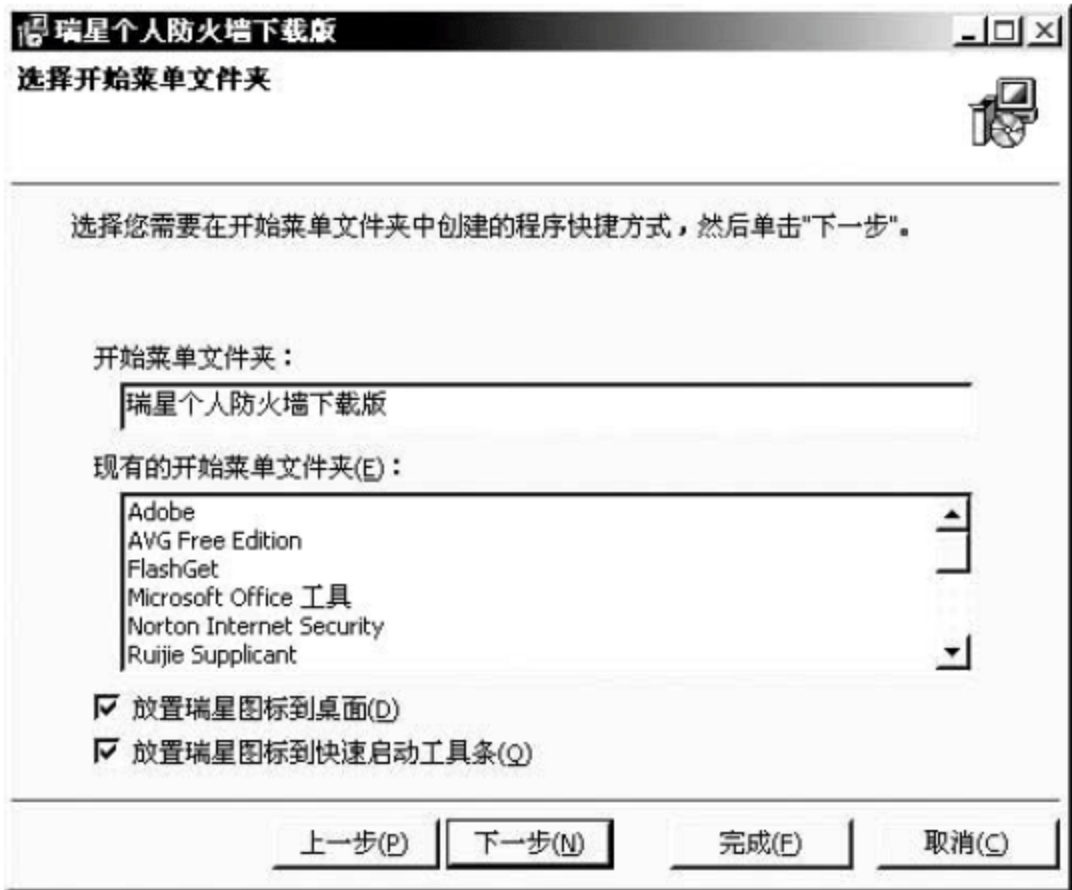 瑞星个人防火墙下载版
选择开始菜单文件夹
选择您需要在开始菜单文件夹中创建的程序快捷方式，然后单击"下一步"。
开始菜单文件夹：
瑞星个人防火墙下载版
现有的开始菜单文件夹(E)：
Adobe
AVG Free Edition
FlashGet
Microsoft Office 工具
Norton Internet Security
Ruijie Supplicant
放置瑞星图标到桌面(D)
放置瑞星图标到快速启动工具条(Q)
上一步(P) 下一步(N) 完成(F) 取消(C)